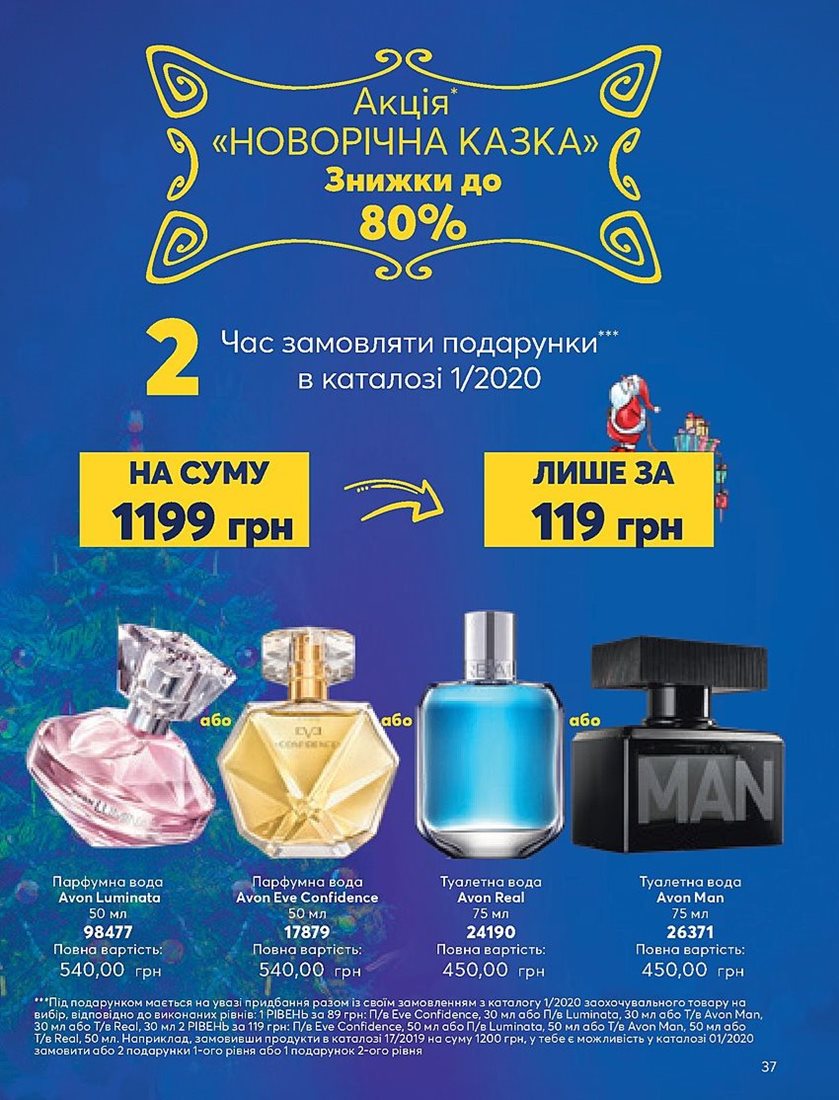 Акція*
«НОВОРІЧНА КАЗКА»
Знижки до
80%
2
Час замовляти подарунки***
в каталозі 1/2020
НА СУМУ
1199 грн
ЛИШЕ ЗА
119 грн
або
або
або
EVE
CONFIDENCE
MAN
Парфумна вода
Avon Luminata
50 мл
98477
Повна вартість:
540,00 грн
Парфумна вода
Avon Eve Confidence
50 мл
17879
Повна вартість:
540,00 грн
Туалетна вода
Avon Real
75 мл
24190
Повна вартість:
450,00 грн
Туалетна вода
Avon Man
75 мл
26371
Повна вартість:
450,00 грн
***Під подарунком мається на увазі придбання разом із своїм замовленням з каталогу 1/2020 заохочувального товару на
вибір, відповідно до виконаних рівнів: 1 РІВЕНЬ за 89 грн: П/в Eve Confidence, 30 мл або П/в Luminata, 30 мл або Т/в Avon Man,
30 мл або Т/в Real, 30 мл 2 РІВЕНЬ за 119 грн: П/в Eve Confidence, 50 мл або П/в Luminata, 50 мл або Т/в Avon Man, 50 мл або
Т/в Real, 50 мл. Наприклад, замовивши продукти в каталозі 17/2019 на суму 1200 грн, у тебе є можливість у каталозі 01/2020
замовити або 2 подарунки 1-ого рівня або 1 подарунок 2-ого рівня
37